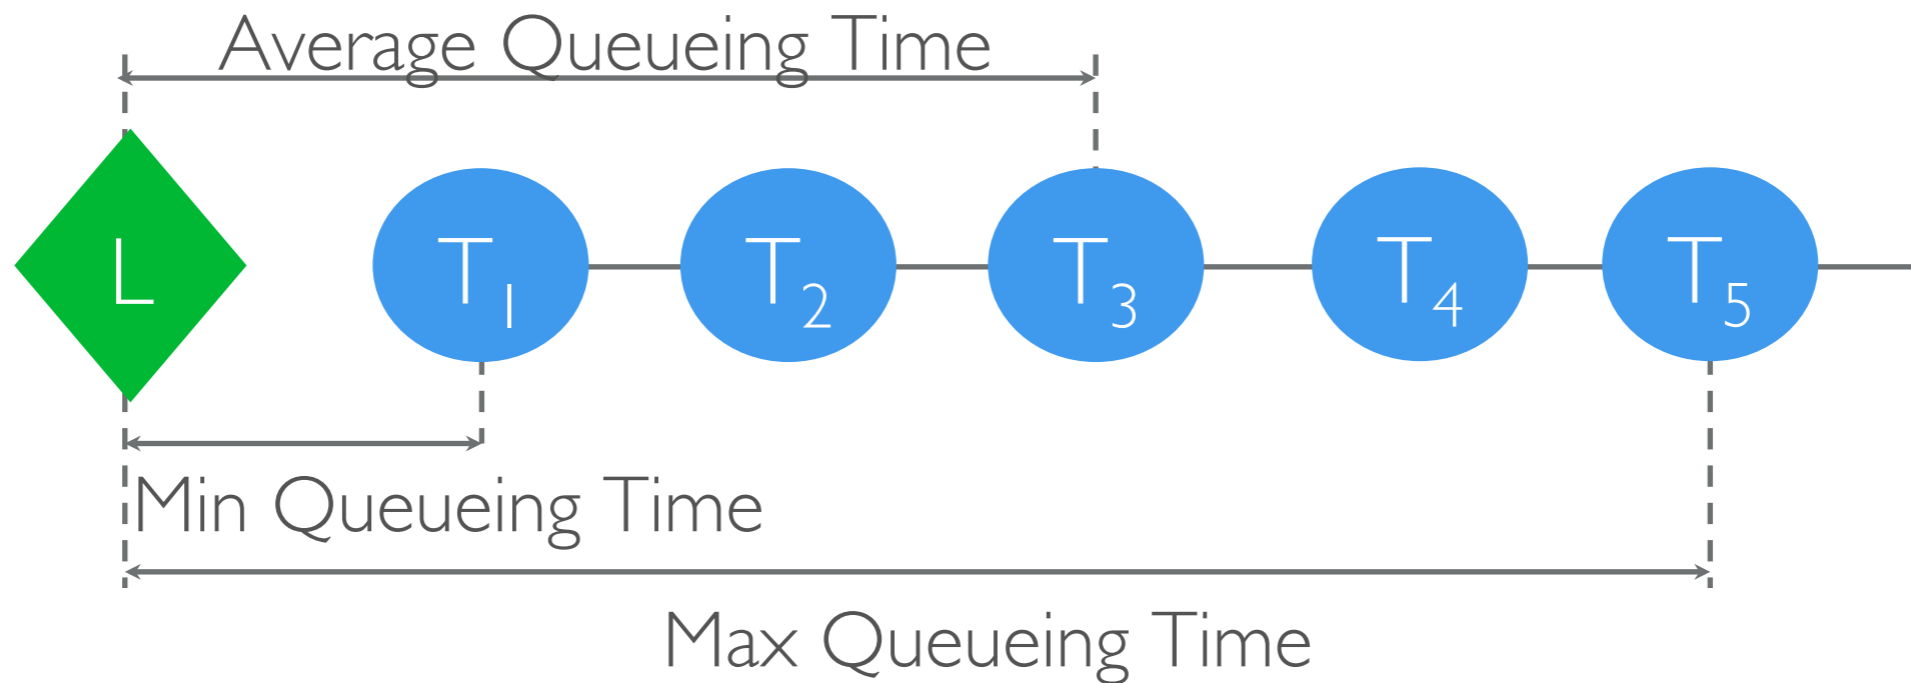 Average Queueing Time
L T₁ T₂ T₃ T₄ T₅
Min Queueing Time
Max Queueing Time